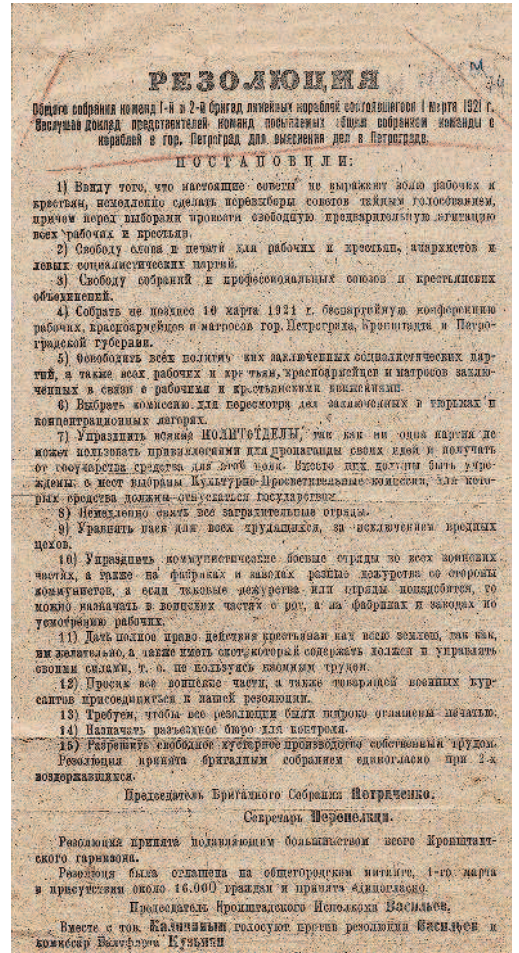 РЕЗОЛЮЦИЯ
Общего собрания команд 1-й и 2-й бригад линейных кораблей состоявшегося 1 марта 1921 г.
Заслушав доклад представителей команд посылаемых общим собранием команды с
кораблей в гор. Петроград для выяснения дел в Петрограде.
ПОСТАНОВИЛИ:
1) Ввиду того, что настоящие советы не выражают волю рабочих и
крестьян, немедленно сделать перевыборы советов тайным голосованием,
причем перед выборами провести свободную предварительную агитацию
всех рабочих и крестьян.
2) Свободу слова и печати для рабочих и крестьян, анархистов и
левых социалистических партий.
3) Свободу собраний и профессиональных союзов и крестьянских
объединений.
4) Собрать не позднее 10 марта 1921 г. беспартийную конференцию
рабочих, красноармейцев и матросов гор. Петрограда, Кронштадта и Петро-
градской губернии.
5) Освободить всех полити ких заключенных социалистических пар-
тий, а также всех рабочих и крестьян, красноармейцев и матросов заклю-
ченных в связи с рабочими и крестьянскими движениями.
6) Выбрать комиссию для пересмотра дел заключенных в тюрьмах и
концентрационных лагерях.
7) Упразднить всякие ПОЛИТОТДЕЛЫ, так как ни одна партия не
может пользовать привилегиями для пропаганды своих идей и получать
от государства средства для этой цели. Вместо них должны быть учре-
ждены с мест выбраны Культурно-Просветительные комиссии, для кото-
рых средства должны отпускаться государством.
8) Немедленно снять все заградительные отряды.
9) Уравнять паек для всех трудящихся, за исключением вредных
цехов.
10) Упразднить коммунистические боевые отряды во всех воинских
частях, а также на фабриках и заводах разные дежурства со стороны
коммунистов, а если таковые дежурства или отряды понадобятся, то
можно назначать в воинских частях с рот, а на фабриках и заводах по
усмотрению рабочих.
11) Дать полное право действия крестьянам над всею землею, так как,
им желательно, а также иметь скот, который содержать должен и управлять
своими силами, т. е. не пользуясь наемным трудом.
12) Просим все воинские части, а также товарищей военных кур-
сантов присоединиться к нашей резолюции.
13) Требуем, чтобы все резолюции были широко оглашены печатью.
14) Назначать разъездное бюро для контроля.
15) Разрешить свободное кустарное производство собственным трудом.
Резолюция принята бригадным собранием единогласно при 2-х
воздержавшихся.
Председатель Бригадного Собрания Петриченко.
Секретарь Перепелкин.
Резолюция принята подавляющим большинством всего Кронштадт-
ского гарнизона.
Резолюця была оглашена на общегородском митинге, 1-го марта
в присутствии около 16.000 граждан и принята единогласно.
Председатель Кронштадского Исполкома Васильев.
Вместе с тов. Калининым голосуют против резолюции Васильев и
комиссар Балтфлота Кузьмин